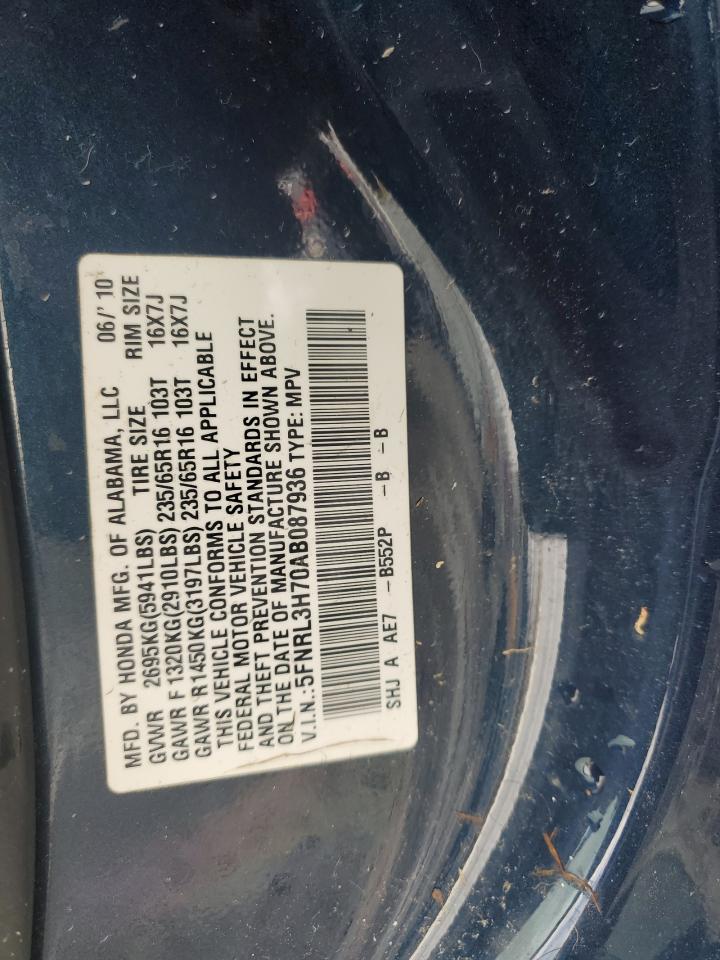 MFD. BY HONDA MFG. OF ALABAMA, LLC 06/' 10
GVWR 2695KG(5941LBS) TIRE SIZE RIM SIZE
GAWR F 1320KG(2910LBS) 235/65R16 103T 16X7J
GAWR R1450KG(3197LBS) 235/65R16 103T 16X7J
THIS VEHICLE CONFORMS TO ALL APPLICABLE
FEDERAL MOTOR VEHICLE SAFETY
AND THEFT PREVENTION STANDARDS IN EFFECT
ON THE DATE OF MANUFACTURE SHOWN ABOVE.
V.I.N.:5FNRL3H70AB087936 TYPE: MPV
SHJ A AE7 -B552P -B -B